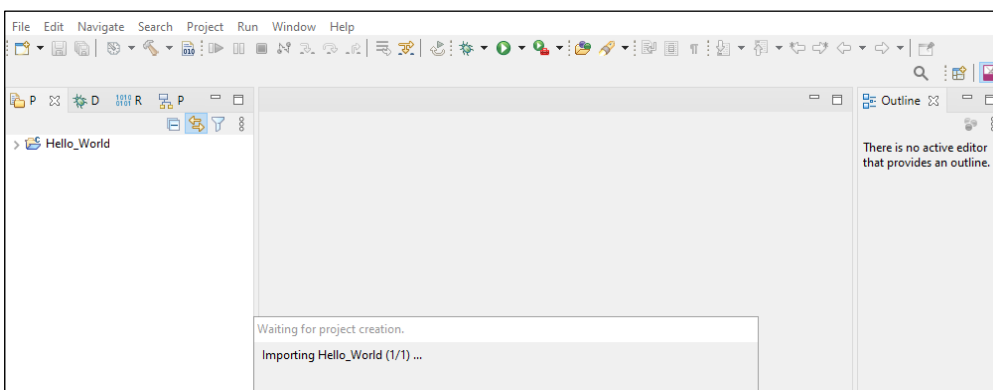 File Edit Navigate Search Project Run Window Help
P D R P
Outline
Hello_World
There is no active editor
that provides an outline.
Waiting for project creation.
Importing Hello_World (1/1) ...